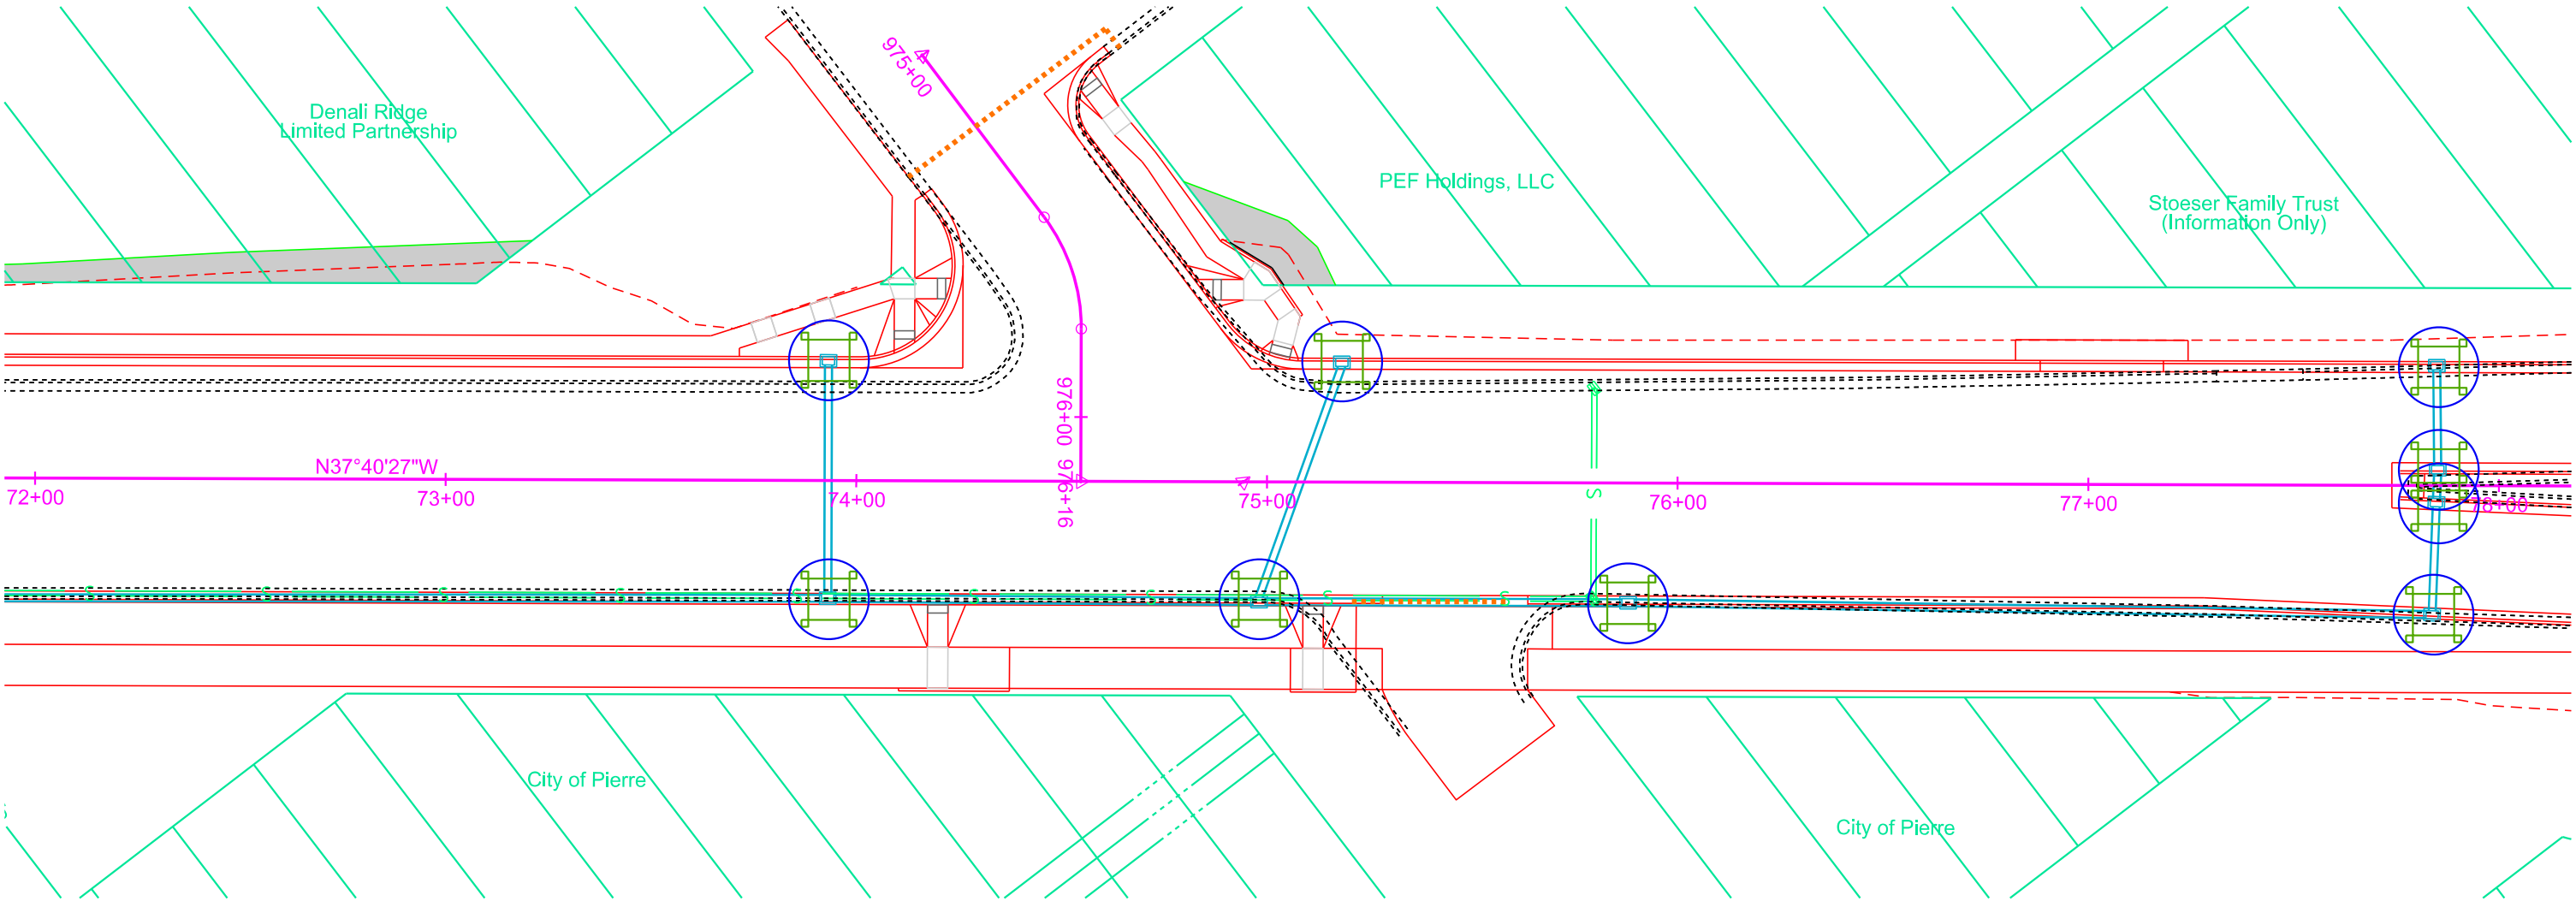 975+00
Denali Ridge
Limited Partnership
PEF Holdings, LLC
Stoeser Family Trust
(Information Only)
976+00
976+16
N37°40'27"W
72+00
73+00
74+00
75+00
76+00
77+00
78+00
S
S
S
S
S
S
S
S
S
S
City of Pierre
City of Pierre